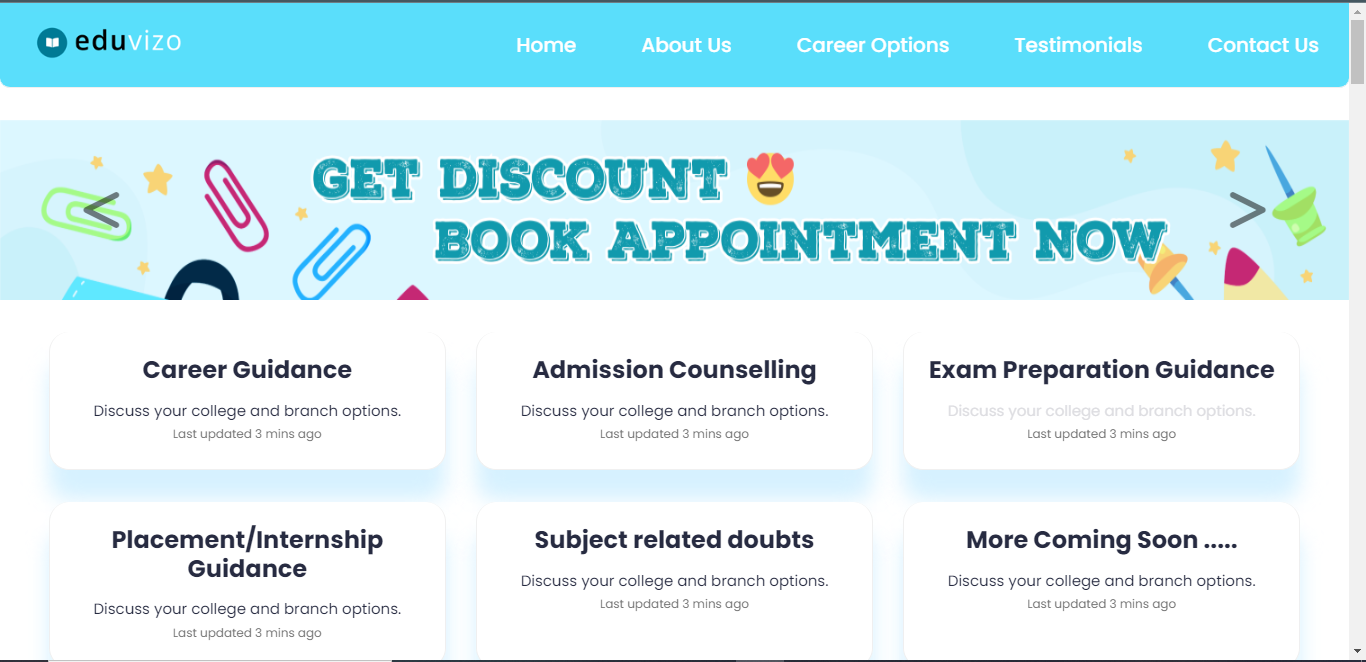 eduvizo
Home About Us Career Options Testimonials Contact Us
GET DISCOUNT
BOOK APPOINTMENT NOW
Career Guidance
Discuss your college and branch options.
Last updated 3 mins ago
Admission Counselling
Discuss your college and branch options.
Last updated 3 mins ago
Exam Preparation Guidance
Discuss your college and branch options.
Last updated 3 mins ago
Placement/Internship
Guidance
Discuss your college and branch options.
Last updated 3 mins ago
Subject related doubts
Discuss your college and branch options.
Last updated 3 mins ago
More Coming Soon .....
Discuss your college and branch options.
Last updated 3 mins ago